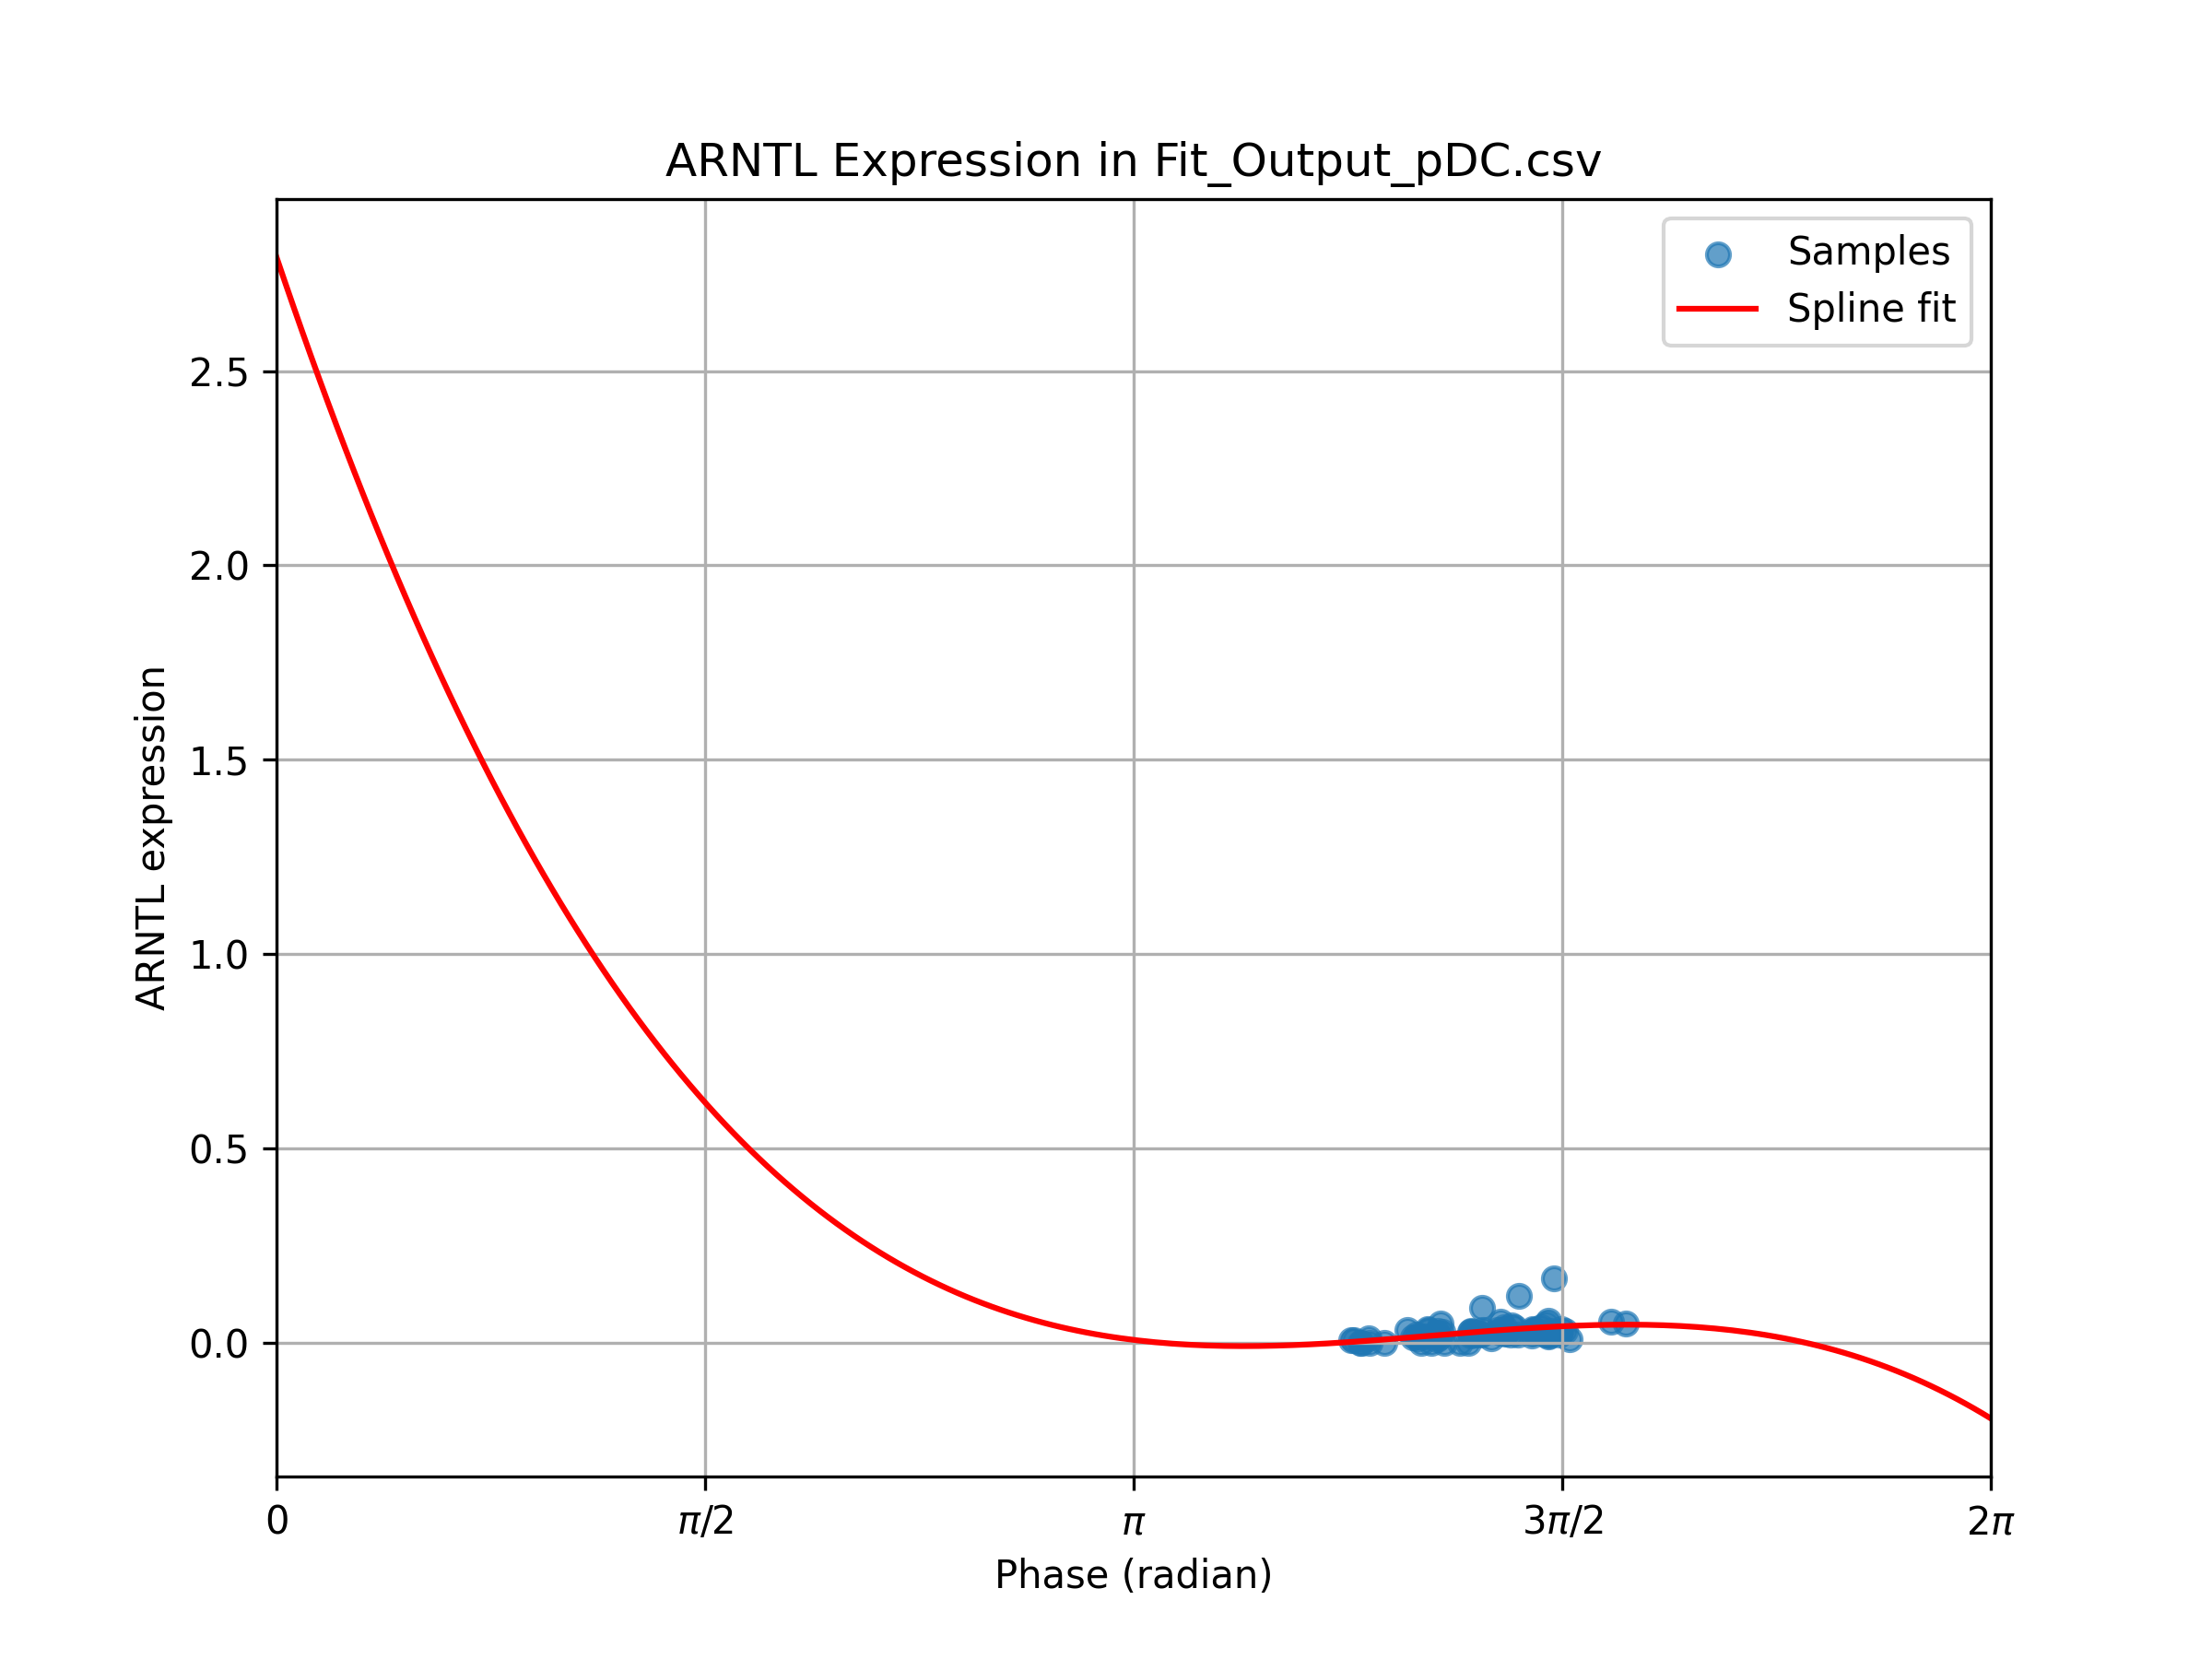 ARNTL Expression in Fit_Output_pDC.csv
Samples
Spline fit
2.5
2.0
1.5
1.0
0.5
0.0
ARNTL expression
0
π/2
π
3π/2
2π
Phase (radian)